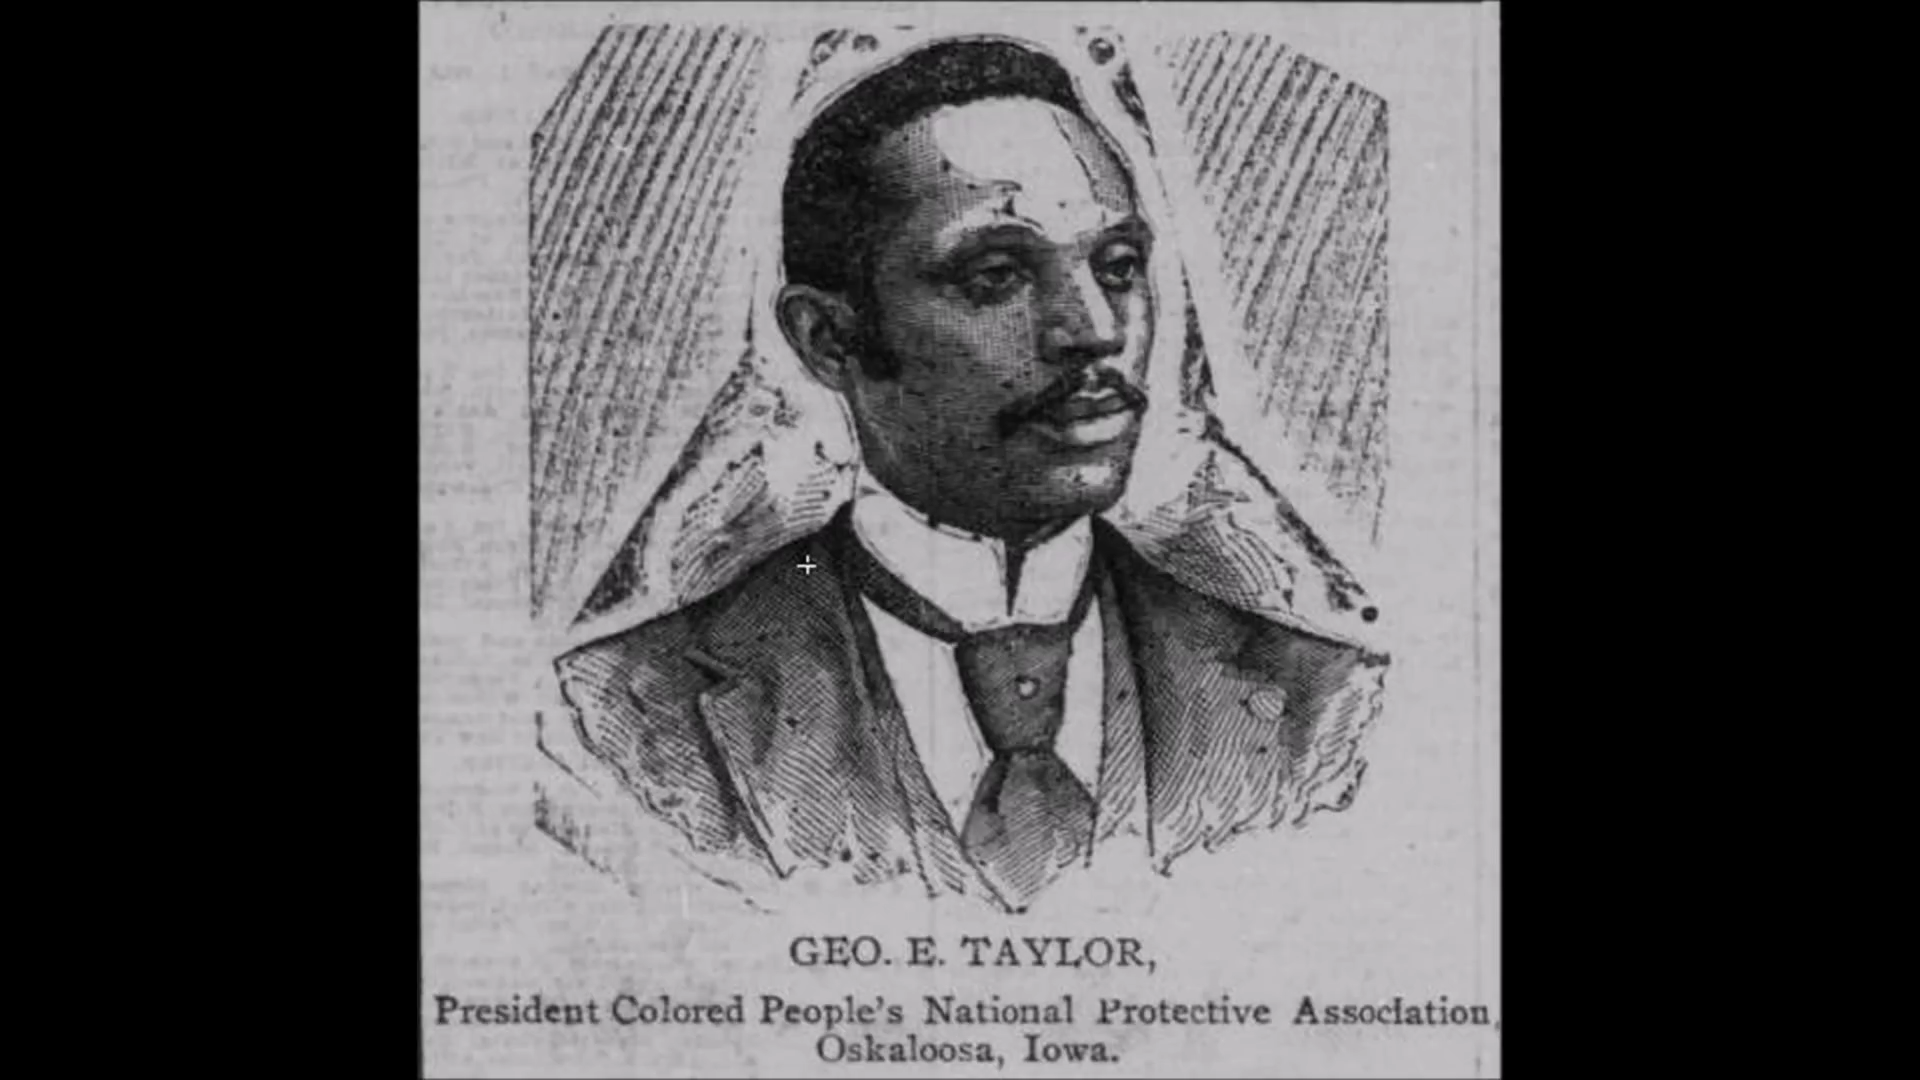 GEO. E. TAYLOR,
President Colored People's National Protective Association,
Oskaloosa, Iowa.